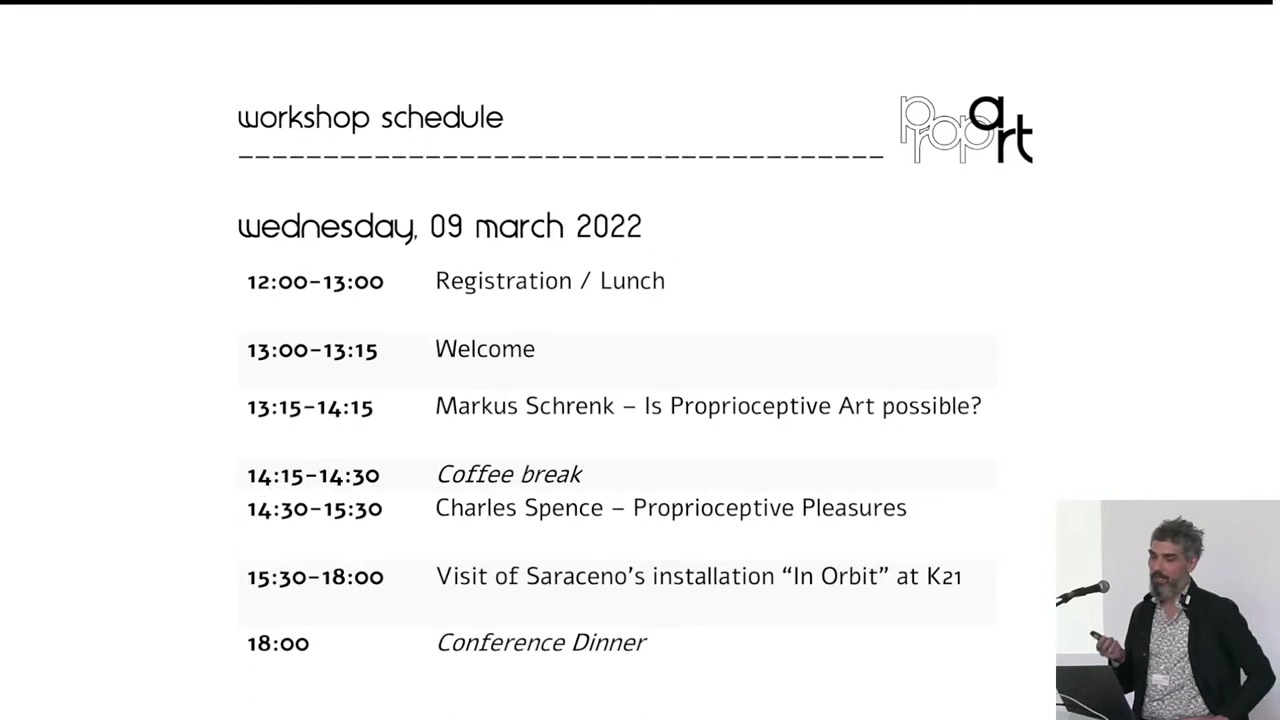 workshop schedule
prop art
wednesday, 09 march 2022
12:00–13:00 Registration / Lunch
13:00–13:15 Welcome
13:15–14:15 Markus Schrenk – Is Proprioceptive Art possible?
14:15–14:30 Coffee break
14:30–15:30 Charles Spence – Proprioceptive Pleasures
15:30–18:00 Visit of Saraceno’s installation “In Orbit” at K21
18:00 Conference Dinner